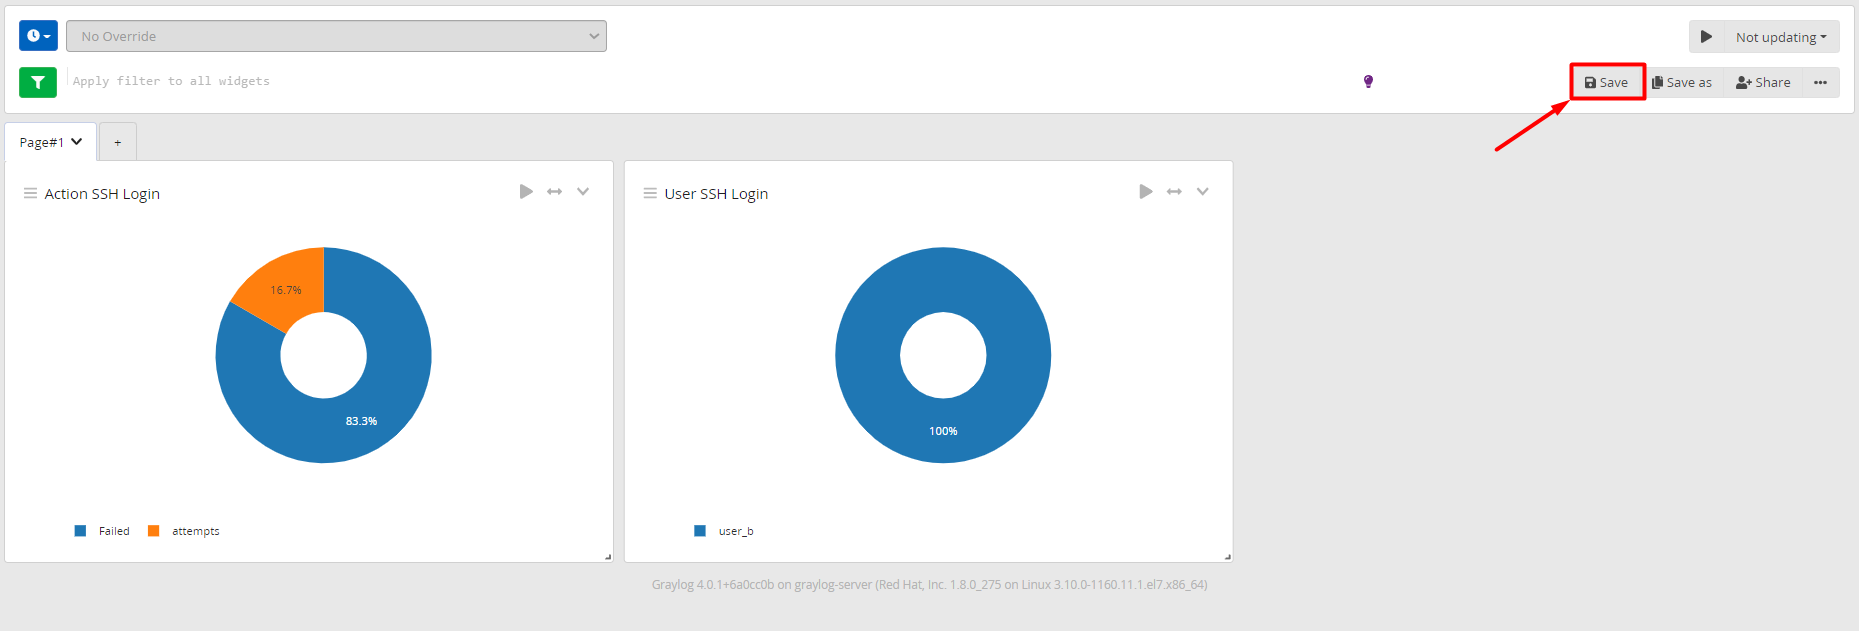 No Override
Not updating
Apply filter to all widgets
Save
Save as
Share
Page#1
+
Action SSH Login
User SSH Login
16.7%
83.3%
100%
Failed
attempts
user_b
Graylog 4.0.1+6a0cc0b on graylog-server (Red Hat, Inc. 1.8.0_275 on Linux 3.10.0-1160.11.1.el7.x86_64)